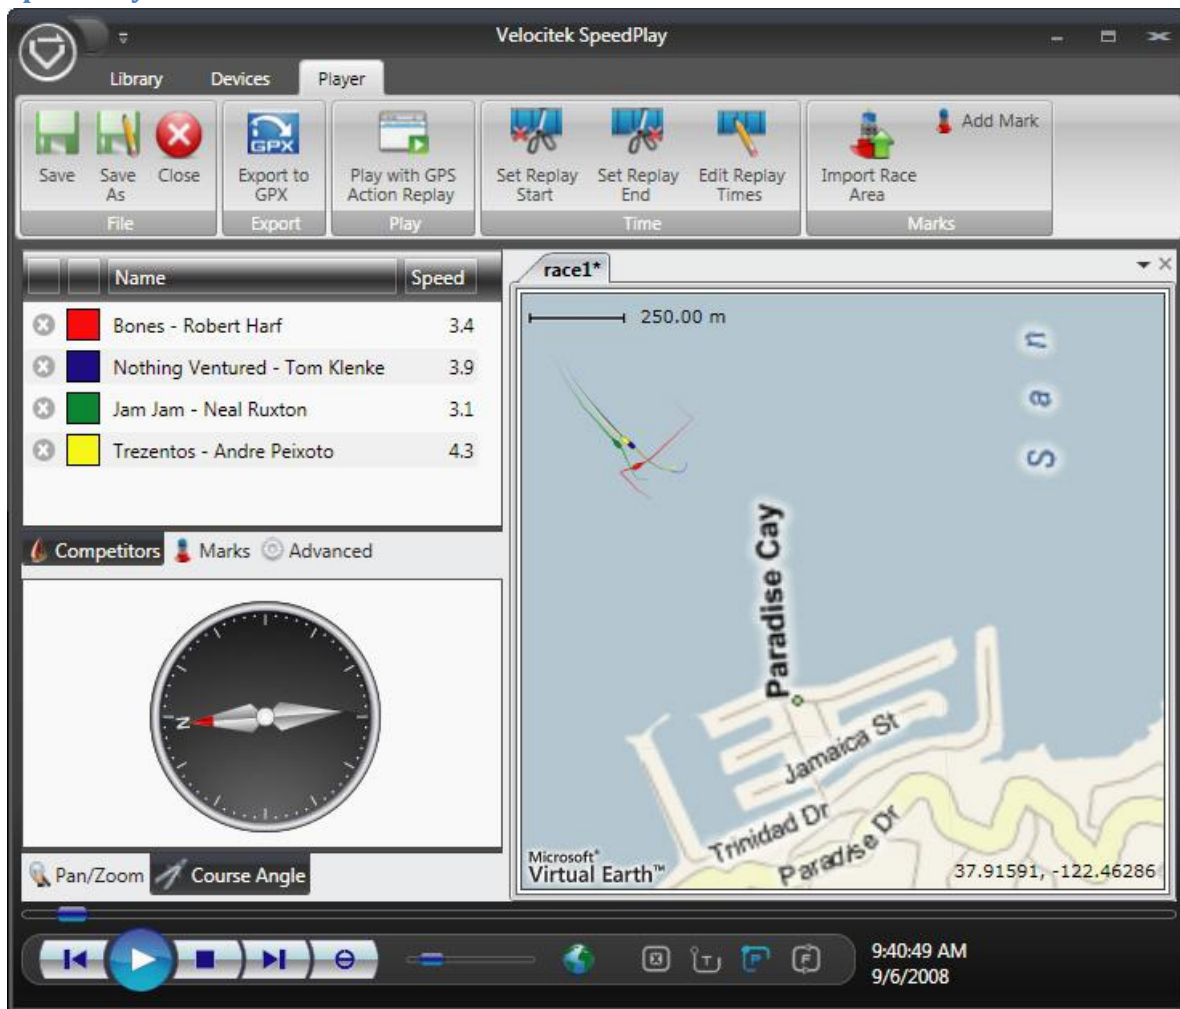 Velocitek SpeedPlay
Library Devices Player
Save Save As Close Export to GPX Play with GPS Action Replay Set Replay Start Set Replay End Edit Replay Times Import Race Area Add Mark
File Export Play Time Marks
GPX
Name Speed
Bones - Robert Harf 3.4
Nothing Ventured - Tom Klenke 3.9
Jam Jam - Neal Ruxton 3.1
Trezentos - Andre Peixoto 4.3
Competitors Marks Advanced
N
Pan/Zoom Course Angle
race1*
250.00 m
S a n
Paradise Cay
Jamaica St
Trinidad Dr
Paradise Dr
Microsoft®
Virtual Earth™
37.91591, -122.46286
X T P F
9:40:49 AM
9/6/2008